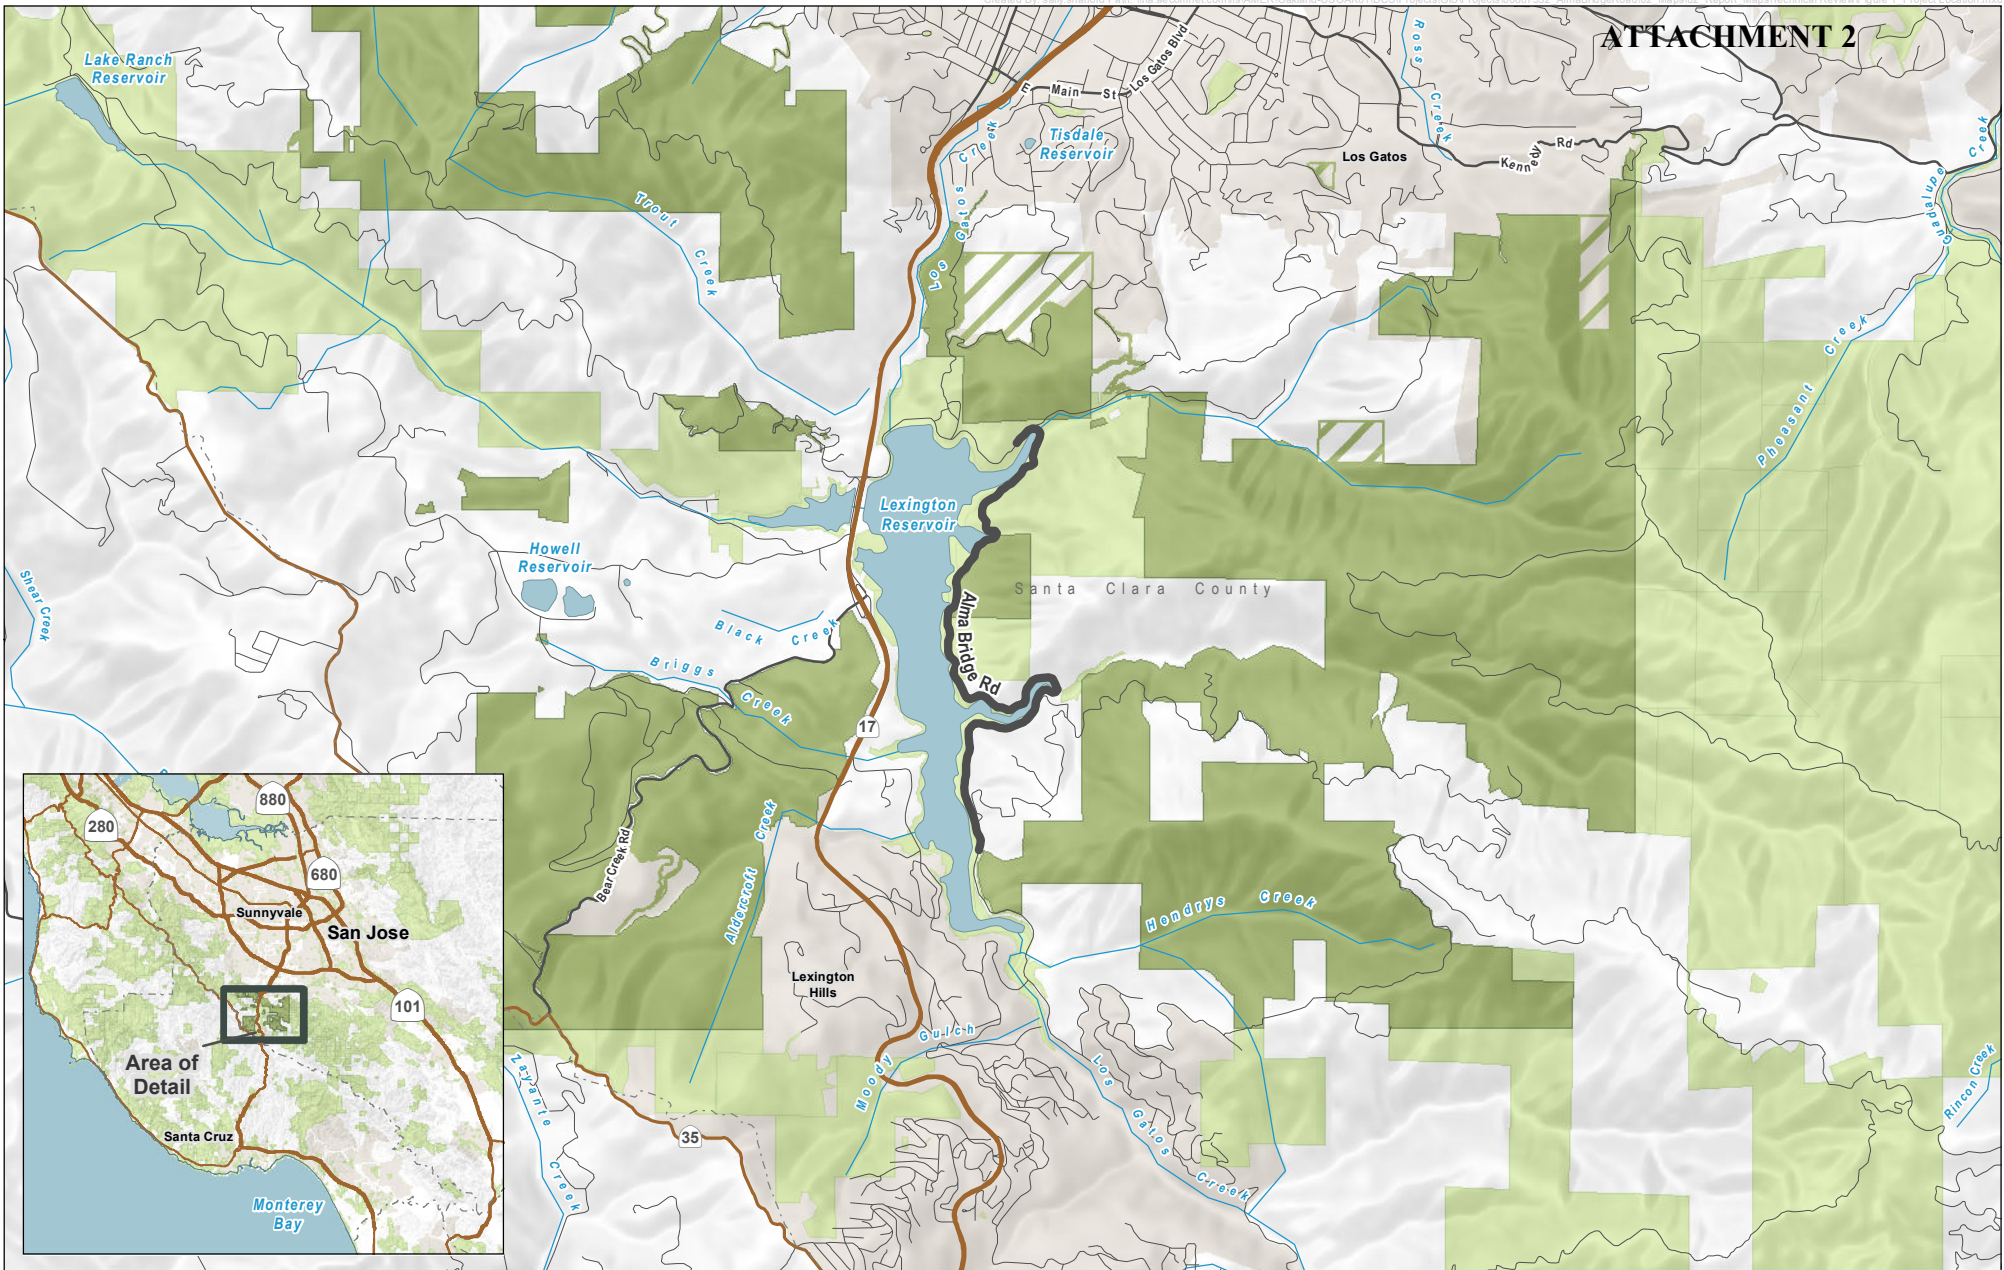 ATTACHMENT 2
Lake Ranch
Reservoir
Ross Creek
Los Gatos Blvd
E Main St
Tisdale
Reservoir
Los Gatos
Kennedy Rd
Guadalupe Creek
Los Gatos Creek
Trout Creek
Pheasant Creek
Lexington
Reservoir
Howell
Reservoir
Shear Creek
Santa Clara County
Alma Bridge Rd
Black Creek
Briggs Creek
17
Bear Creek Rd
Aldercroft Creek
Hendrys Creek
Lexington
Hills
Moody Gulch
Los Gatos Creek
Zayante Creek
35
Rincon Creek
880
280
680
Sunnyvale
San Jose
101
Area of
Detail
Santa Cruz
Monterey
Bay